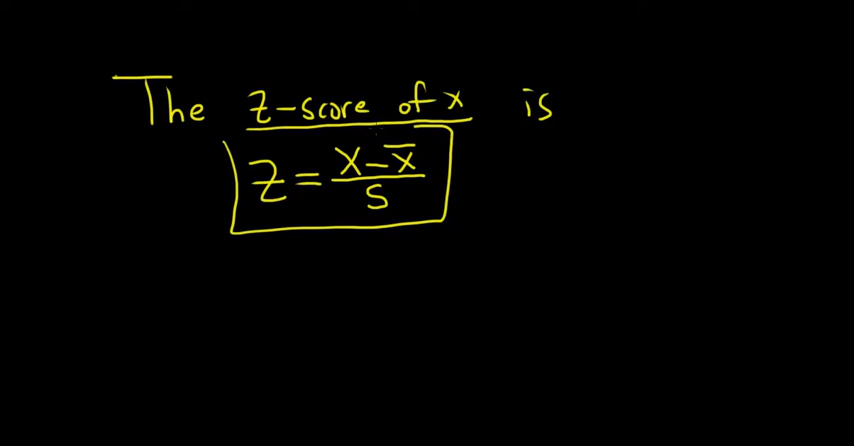 The z-score of x is
z = x - x̄ / s